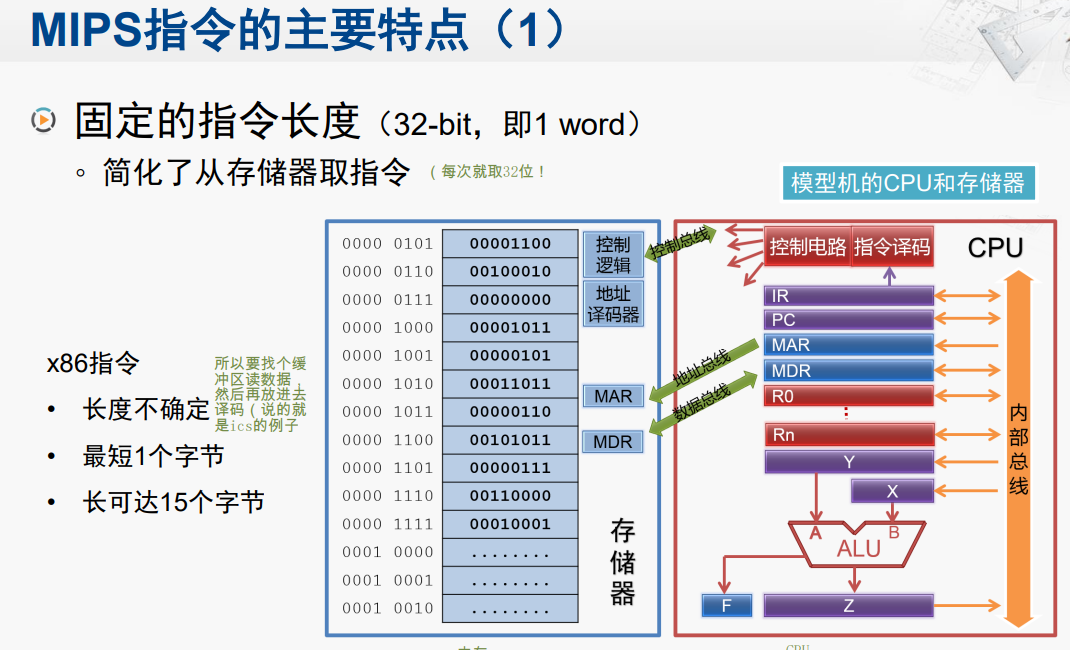 MIPS指令的主要特点（1）
固定的指令长度（32-bit，即1 word）
简化了从存储器取指令（每次就取32位！
模型机的CPU和存储器
x86指令
• 长度不确定
• 最短1个字节
• 长可达15个字节
所以要找个缓
冲区读数据，
然后再放进去
译码（说的就
是ics的例子
0000 0101 00001100
0000 0110 00100010
0000 0111 00000000
0000 1000 00001011
0000 1001 00000101
0000 1010 00011011
0000 1011 00000110
0000 1100 00101011
0000 1101 00000111
0000 1110 00110000
0000 1111 00010001
0001 0000 ........
0001 0001 ........
0001 0010 ........
控制
逻辑
地址
译码器
MAR
MDR
存
储
器
控制总线
地址总线
数据总线
控制电路 指令译码
CPU
IR
PC
MAR
MDR
R0
Rn
Y
X
A
B
ALU
F
Z
内
部
总
线
CPU